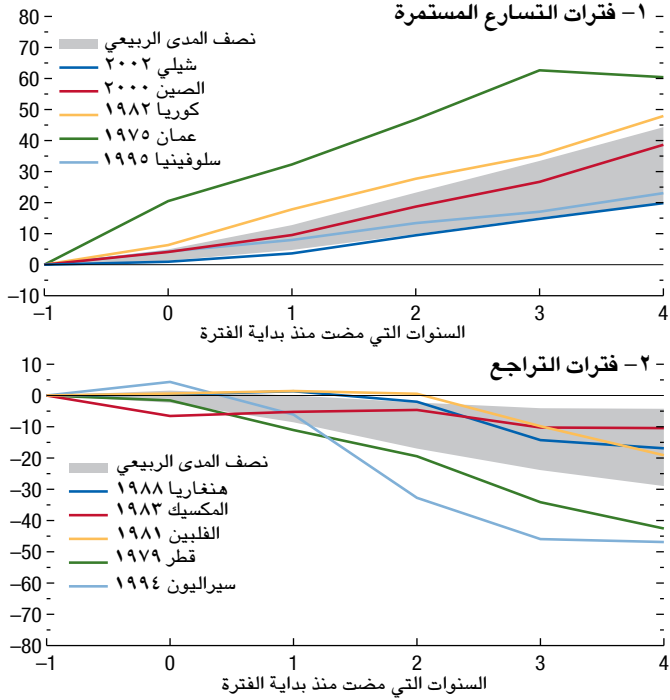 ١– فترات التسارع المستمرة
80
70
60
50
40
30
20
10
0
–10
نصف المدى الربيعي
شيلي ٢٠٠٢
الصين ٢٠٠٠
كوريا ١٩٨٢
عمان ١٩٧٥
سلوفينيا ١٩٩٥
–1 0 1 2 3 4
السنوات التي مضت منذ بداية الفترة
٢– فترات التراجع
10
0
–10
–20
–30
–40
–50
–60
–70
–80
نصف المدى الربيعي
هنغاريا ١٩٨٨
المكسيك ١٩٨٣
الفلبين ١٩٨١
قطر ١٩٧٩
سيراليون ١٩٩٤
–1 0 1 2 3 4
السنوات التي مضت منذ بداية الفترة